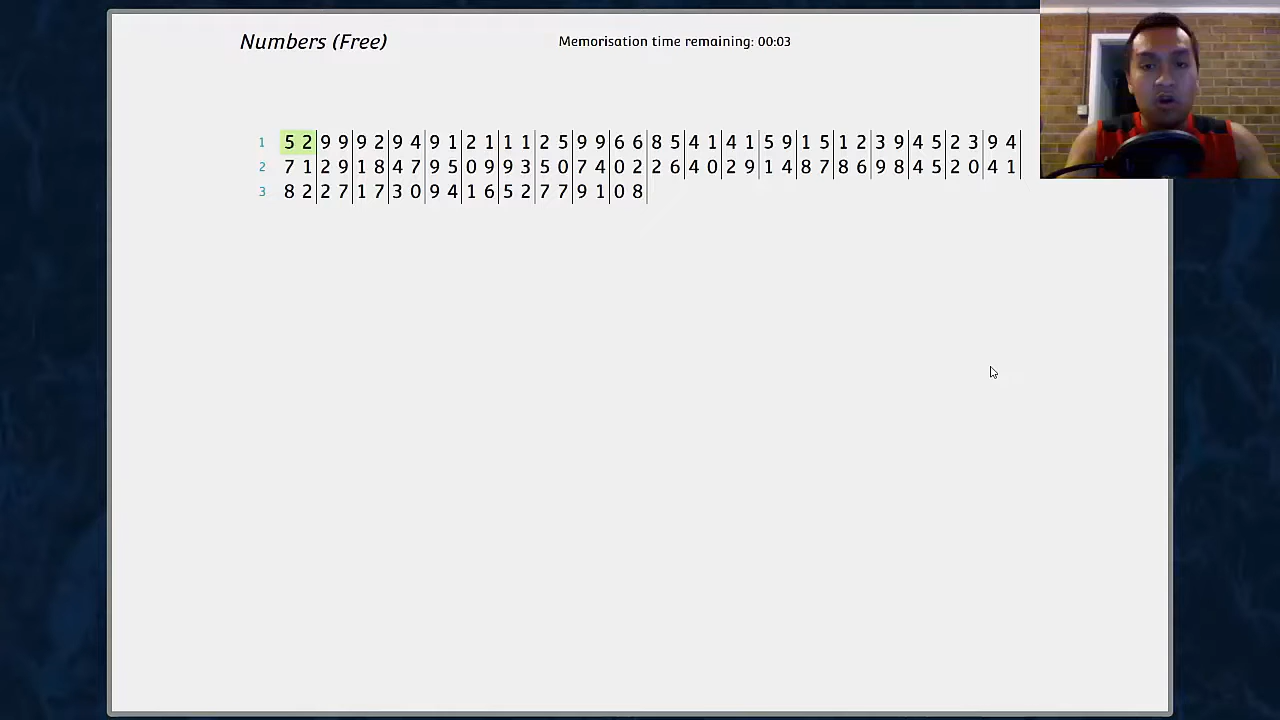 Numbers (Free)
Memorisation time remaining: 00:03
1 5 2 9 9 9 2 9 4 9 1 2 1 1 1 2 5 9 9 6 6 8 5 4 1 4 1 5 9 1 5 1 2 3 9 4 5 2 3 9 4
2 7 1 2 9 1 8 4 7 9 5 0 9 9 3 5 0 7 4 0 2 2 6 4 0 2 9 1 4 8 7 8 6 9 8 4 5 2 0 4 1
3 8 2 2 7 1 7 3 0 9 4 1 6 5 2 7 7 9 1 0 8